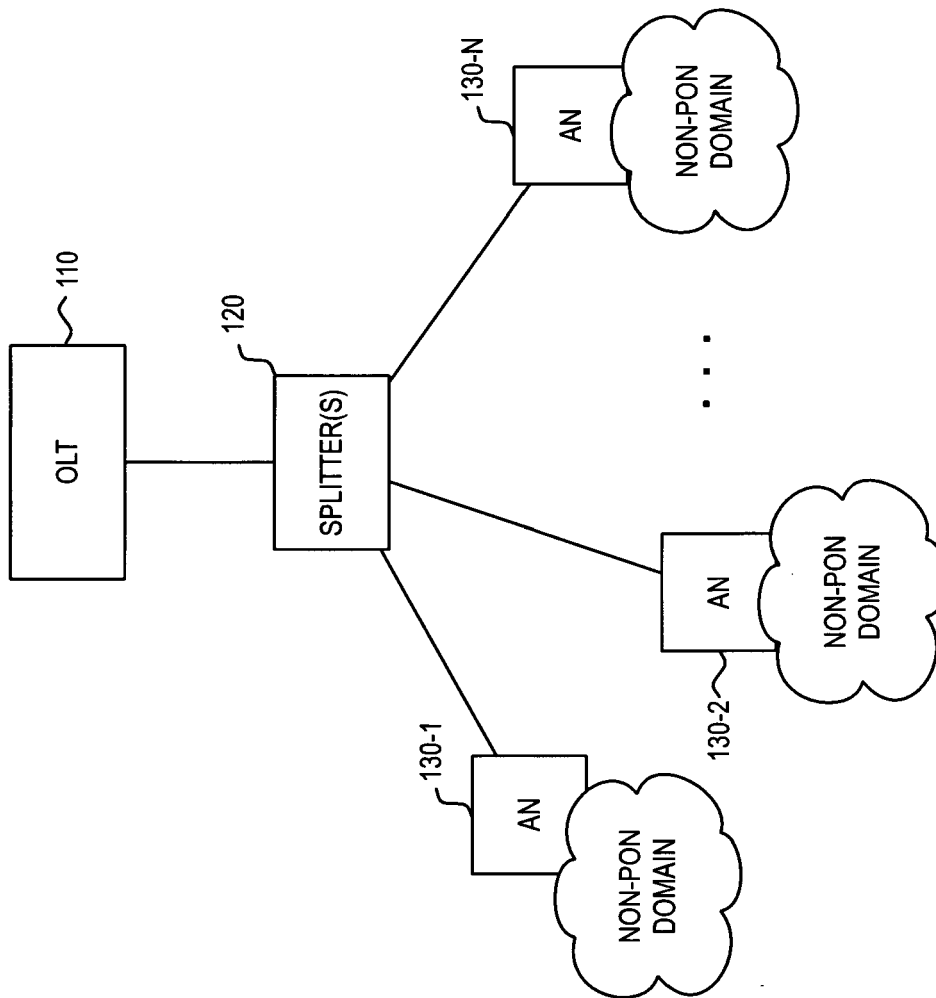 110
OLT
120
SPLITTER(S)
130-1
AN
NON-PON
DOMAIN
130-2
AN
NON-PON
DOMAIN
. . .
130-N
AN
NON-PON
DOMAIN